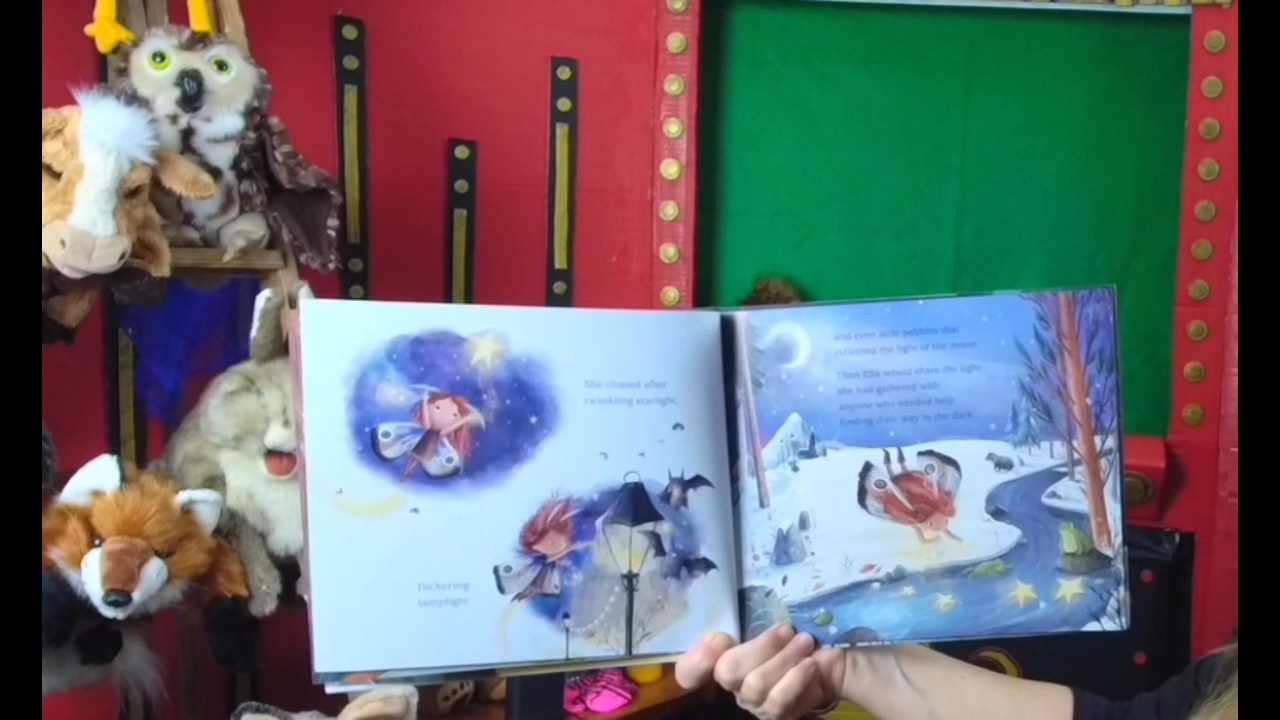 She chased after
twinkling starlight,
flickering
lamplight
and even little pebbles that
reflected the light of the moon.
Then Ella would share the light
she had gathered with
anyone who needed help
finding their way in the dark.